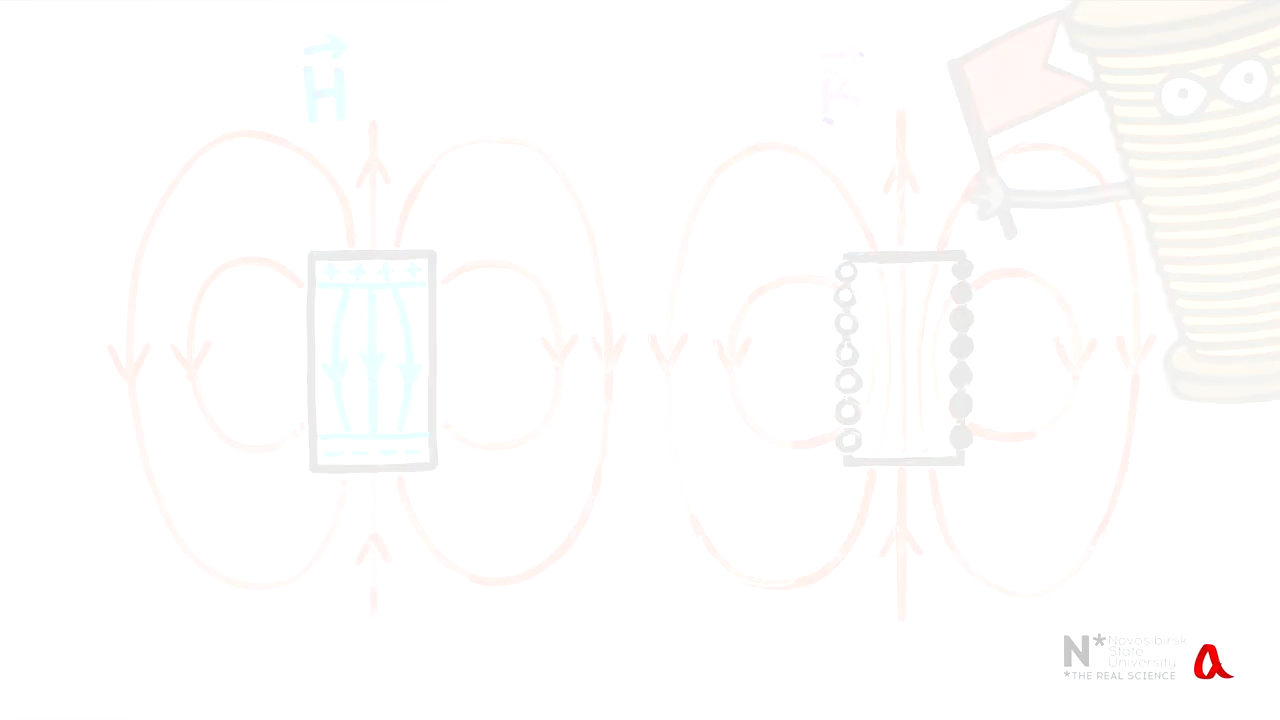 H
+ + + +
- - - -
N* Novosibirsk
State
University
*THE REAL SCIENCE
a